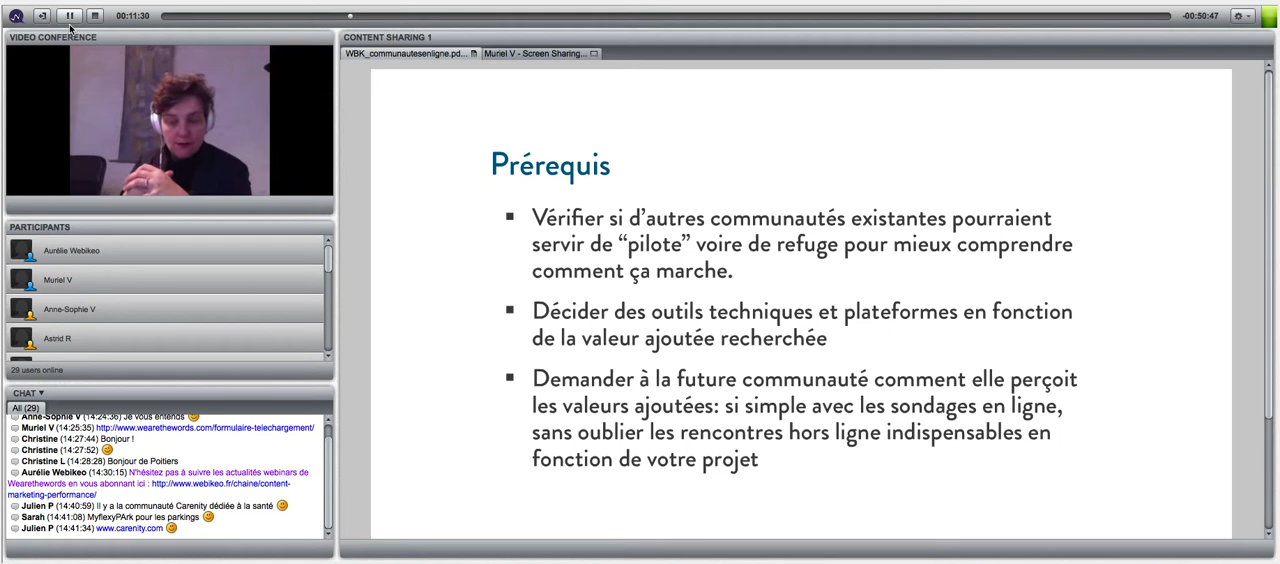 00:11:30
-00:50:47
VIDEO CONFERENCE
PARTICIPANTS
Aurélie Webikeo
Muriel V
Anne-Sophie V
Astrid R
29 users online
CHAT
All (29)
Anne-Sophie V (14:24:36) Je vous entends
Muriel V (14:25:35) http://www.wearethewords.com/formulaire-telechargement/
Christine (14:27:44) Bonjour !
Christine (14:27:52)
Christine L (14:28:28) Bonjour de Poitiers
Aurélie Webikeo (14:30:15) N'hésitez pas à suivre les actualités webinars de
Wearethewords en vous abonnant ici : http://www.webikeo.fr/chaine/content-
marketing-performance/
Julien P (14:40:59) Il y a la communauté Carenity dédiée à la santé
Sarah (14:41:08) MyflexyPArk pour les parkings
Julien P (14:41:34) www.carenity.com
CONTENT SHARING 1
WBK_communautesenligne.pd... Muriel V - Screen Sharing...
Prérequis
▪ Vérifier si d'autres communautés existantes pourraient
servir de “pilote” voire de refuge pour mieux comprendre
comment ça marche.
▪ Décider des outils techniques et plateformes en fonction
de la valeur ajoutée recherchée
▪ Demander à la future communauté comment elle perçoit
les valeurs ajoutées: si simple avec les sondages en ligne,
sans oublier les rencontres hors ligne indispensables en
fonction de votre projet